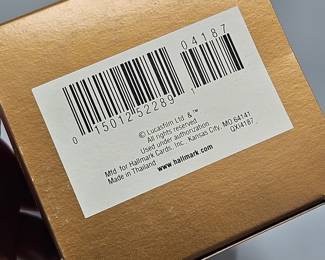 04187
0 15012 52289 1
© Lucasfilm Ltd. & ™
All rights reserved.
Used under authorization
Mfd. for Hallmark Cards, Inc., Kansas City, MO 64141
Made in Thailand QXI4187
www.hallmark.com